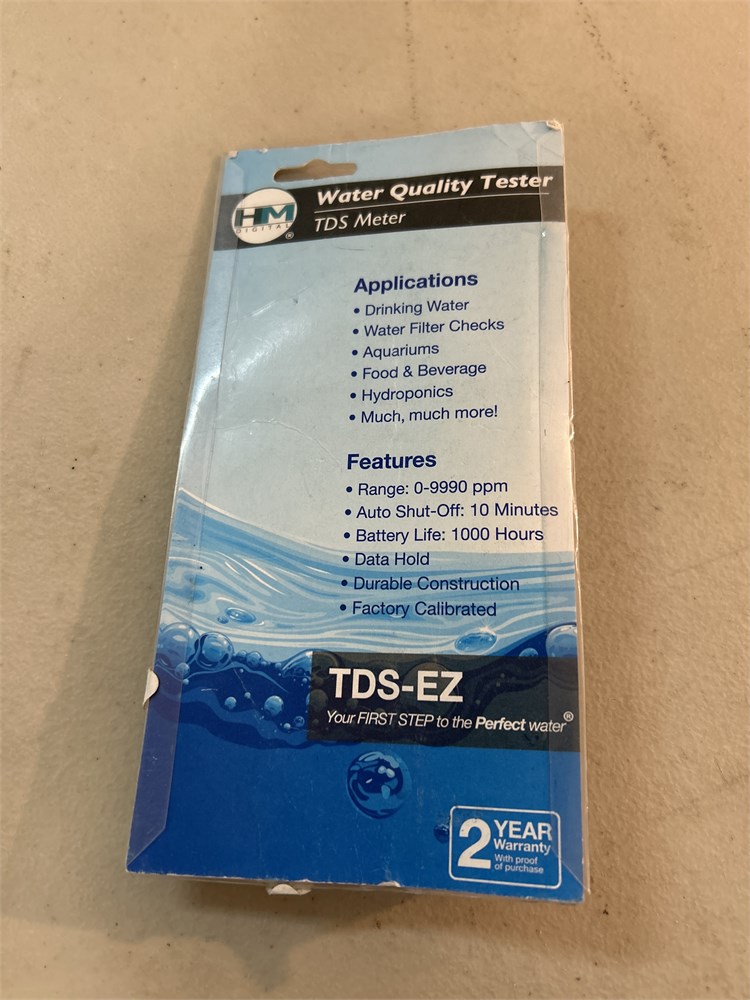 HM
DIGITAL®
Water Quality Tester
TDS Meter
Applications
• Drinking Water
• Water Filter Checks
• Aquariums
• Food & Beverage
• Hydroponics
• Much, much more!
Features
• Range: 0-9990 ppm
• Auto Shut-Off: 10 Minutes
• Battery Life: 1000 Hours
• Data Hold
• Durable Construction
• Factory Calibrated
TDS-EZ
Your FIRST STEP to the Perfect water®
2 YEAR
Warranty
With proof
of purchase